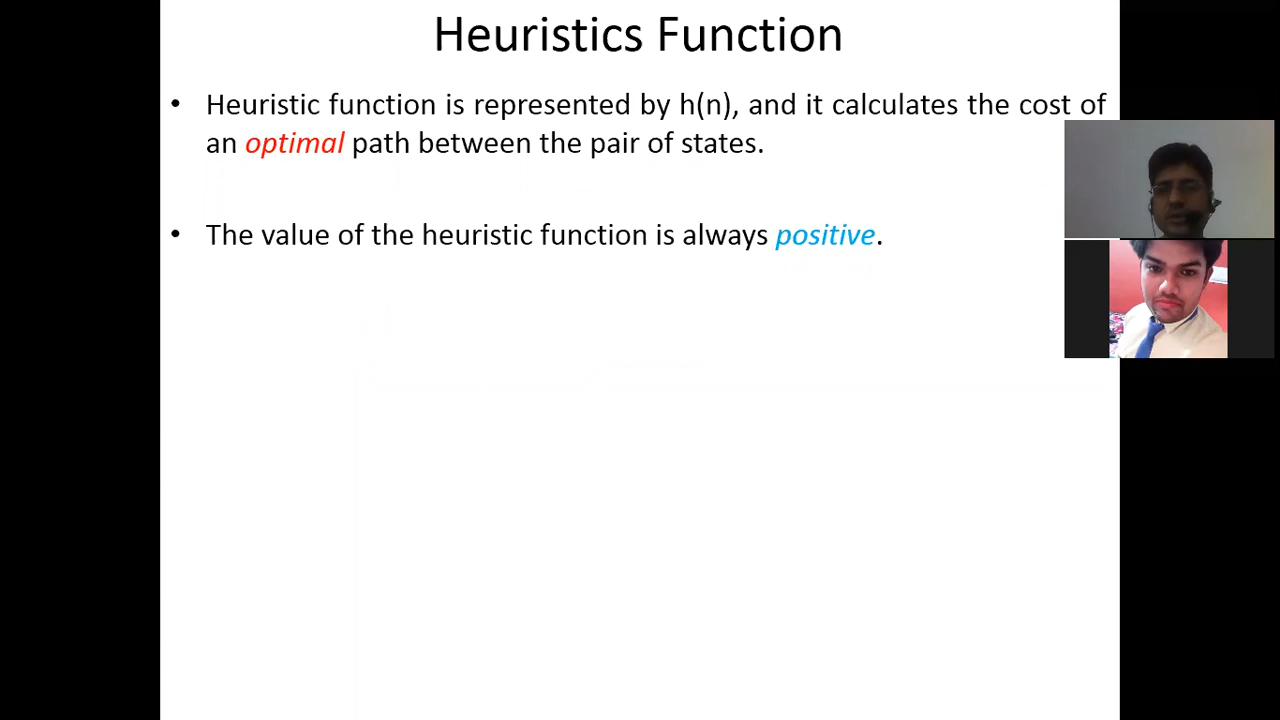 Heuristics Function
• Heuristic function is represented by h(n), and it calculates the cost of
an optimal path between the pair of states.
• The value of the heuristic function is always positive.